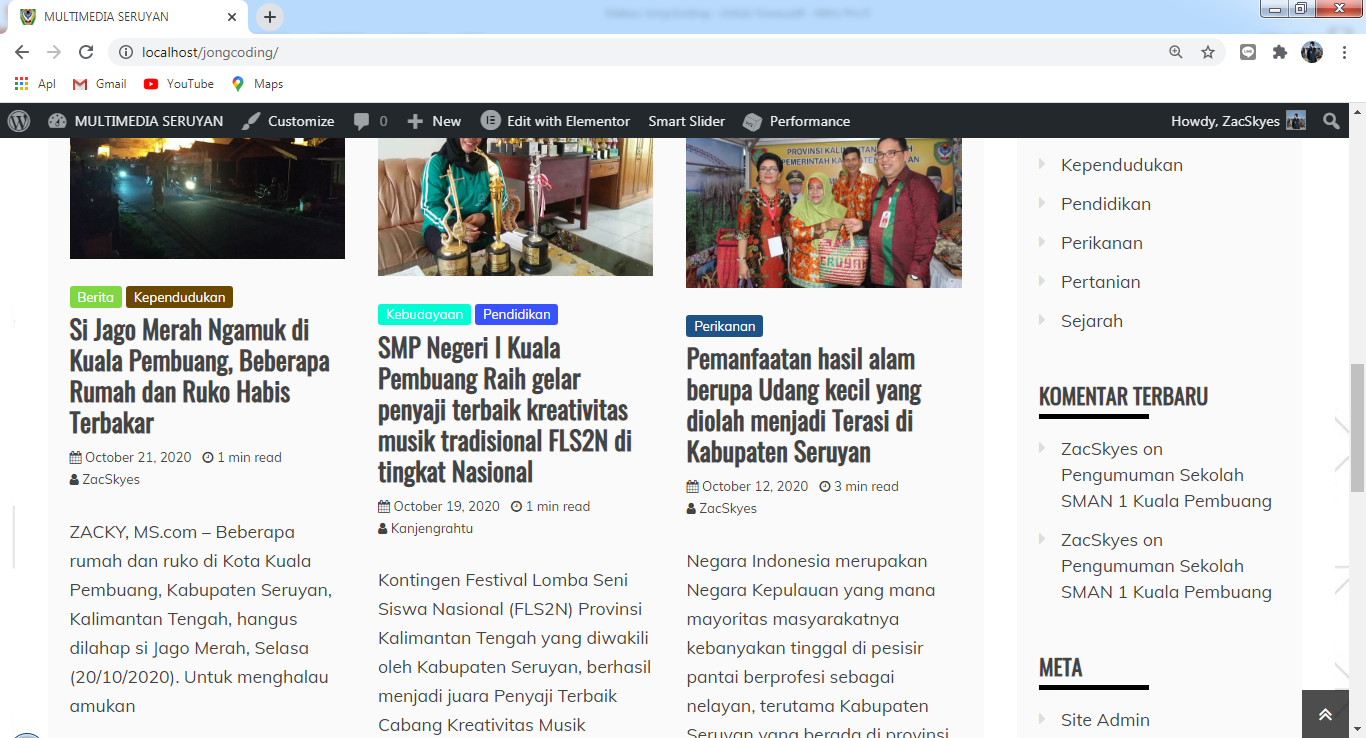 MULTIMEDIA SERUYAN
localhost/jongcoding/
Apl
Gmail
YouTube
Maps
MULTIMEDIA SERUYAN
Customize
0
New
Edit with Elementor
Smart Slider
Performance
Howdy, ZacSkyes
Berita
Kependudukan
Si Jago Merah Ngamuk di
Kuala Pembuang, Beberapa
Rumah dan Ruko Habis
Terbakar
October 21, 2020 1 min read
ZacSkyes
ZACKY, MS.com – Beberapa
rumah dan ruko di Kota Kuala
Pembuang, Kabupaten Seruyan,
Kalimantan Tengah, hangus
dilahap si Jago Merah, Selasa
(20/10/2020). Untuk menghalau
amukan
Kebudayaan
Pendidikan
SMP Negeri I Kuala
Pembuang Raih gelar
penyaji terbaik kreativitas
musik tradisional FLS2N di
tingkat Nasional
October 19, 2020 1 min read
Kanjengrahtu
Kontingen Festival Lomba Seni
Siswa Nasional (FLS2N) Provinsi
Kalimantan Tengah yang diwakili
oleh Kabupaten Seruyan, berhasil
menjadi juara Penyaji Terbaik
Cabang Kreativitas Musik
PROVINSI KALIMANTAN
PEMERINTAH KABUPATEN
SERUYAN
Perikanan
Pemanfaatan hasil alam
berupa Udang kecil yang
diolah menjadi Terasi di
Kabupaten Seruyan
October 12, 2020 3 min read
ZacSkyes
Negara Indonesia merupakan
Negara Kepulauan yang mana
mayoritas masyarakatnya
kebanyakan tinggal di pesisir
pantai berprofesi sebagai
nelayan, terutama Kabupaten
Seruyan yang berada di provinsi
Kependudukan
Pendidikan
Perikanan
Pertanian
Sejarah
KOMENTAR TERBARU
ZacSkyes on
Pengumuman Sekolah
SMAN 1 Kuala Pembuang
ZacSkyes on
Pengumuman Sekolah
SMAN 1 Kuala Pembuang
META
Site Admin